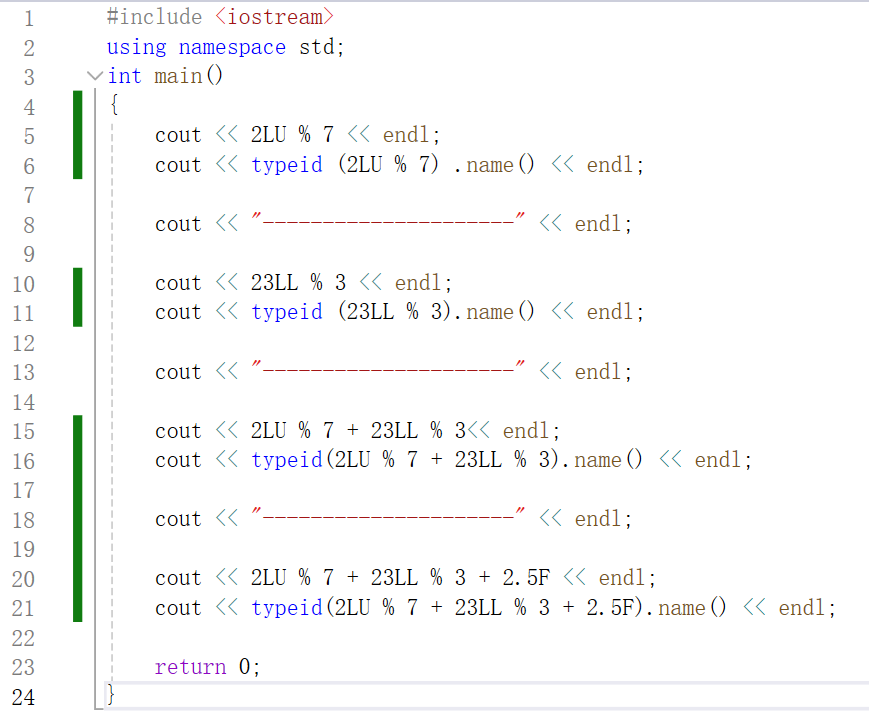 1 #include <iostream>
2 using namespace std;
3 int main()
4 {
5 cout << 2LU % 7 << endl;
6 cout << typeid (2LU % 7) .name() << endl;
7
8 cout << "---------------------" << endl;
9
10 cout << 23LL % 3 << endl;
11 cout << typeid (23LL % 3).name() << endl;
12
13 cout << "---------------------" << endl;
14
15 cout << 2LU % 7 + 23LL % 3<< endl;
16 cout << typeid(2LU % 7 + 23LL % 3).name() << endl;
17
18 cout << "---------------------" << endl;
19
20 cout << 2LU % 7 + 23LL % 3 + 2.5F << endl;
21 cout << typeid(2LU % 7 + 23LL % 3 + 2.5F).name() << endl;
22
23 return 0;
24 }